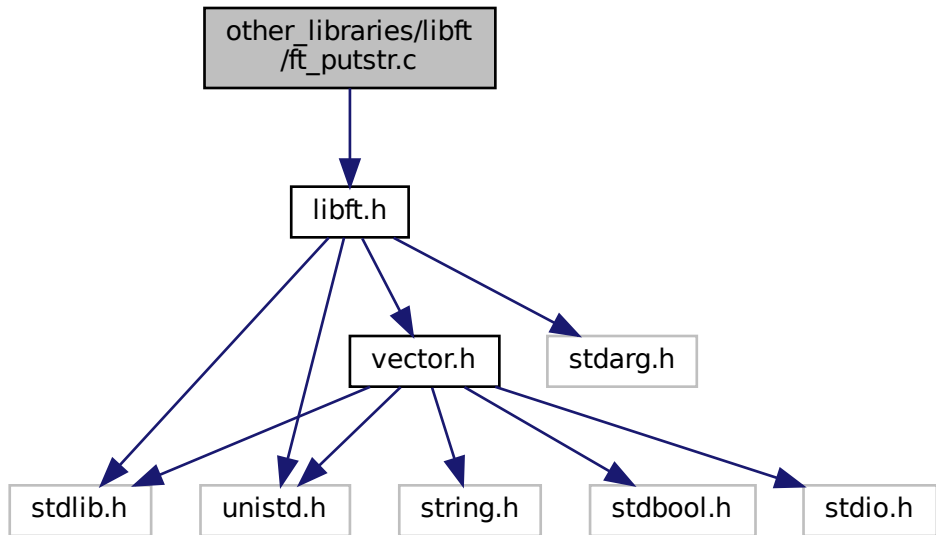 other_libraries/libft
/ft_putstr.c
libft.h
vector.h
stdarg.h
stdlib.h
unistd.h
string.h
stdbool.h
stdio.h